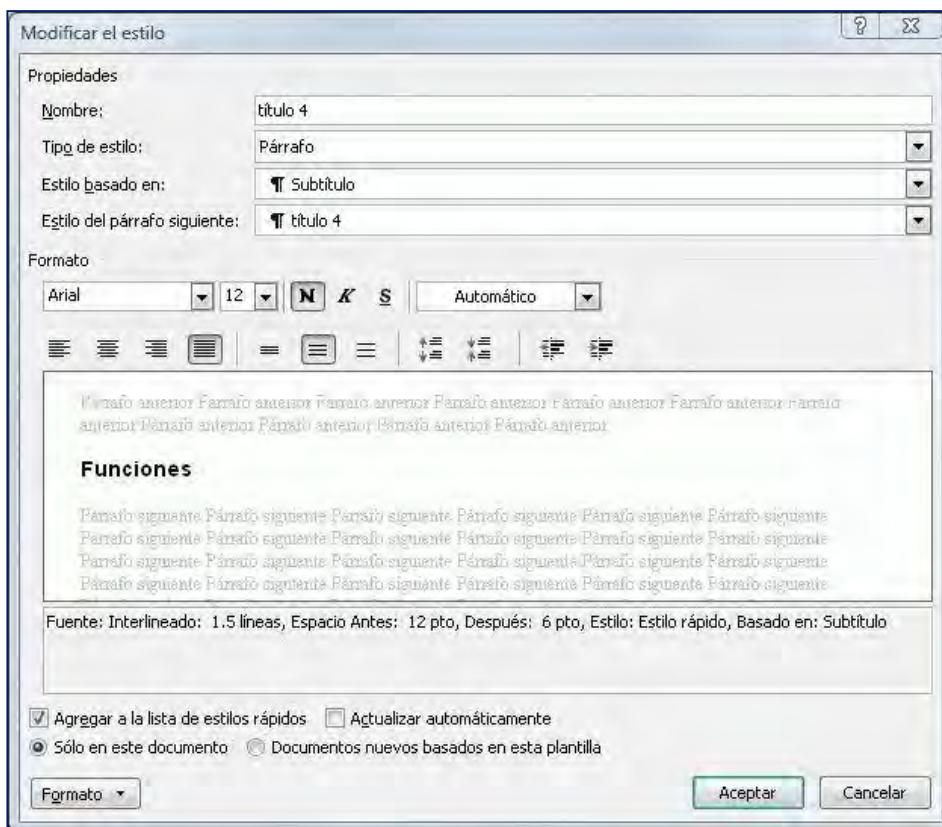 Modificar el estilo
Propiedades
Nombre: título 4
Tipo de estilo: Párrafo
Estilo basado en: ¶ Subtítulo
Estilo del párrafo siguiente: ¶ título 4
Formato
Arial 12 N K S Automático
Párrafo anterior Párrafo anterior Párrafo anterior Párrafo anterior Párrafo anterior Párrafo anterior Párrafo
anterior Párrafo anterior Párrafo anterior Párrafo anterior Párrafo anterior
Funciones
Párrafo siguiente Párrafo siguiente Párrafo siguiente Párrafo siguiente Párrafo siguiente Párrafo siguiente
Párrafo siguiente Párrafo siguiente Párrafo siguiente Párrafo siguiente Párrafo siguiente Párrafo siguiente
Párrafo siguiente Párrafo siguiente Párrafo siguiente Párrafo siguiente Párrafo siguiente Párrafo siguiente
Párrafo siguiente Párrafo siguiente Párrafo siguiente Párrafo siguiente Párrafo siguiente Párrafo siguiente
Fuente: Interlineado: 1.5 líneas, Espacio Antes: 12 pto, Después: 6 pto, Estilo: Estilo rápido, Basado en: Subtítulo
Agregar a la lista de estilos rápidos Actualizar automáticamente
Sólo en este documento Documentos nuevos basados en esta plantilla
Formato Aceptar Cancelar